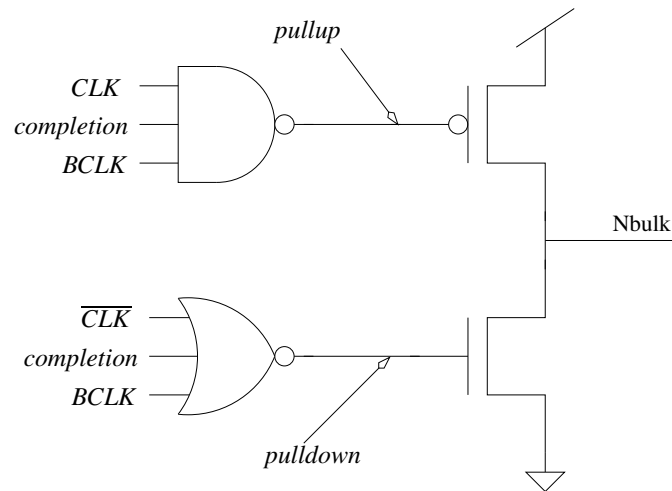 pullup
CLK
completion
BCLK
Nbulk
CLK
completion
BCLK
pulldown